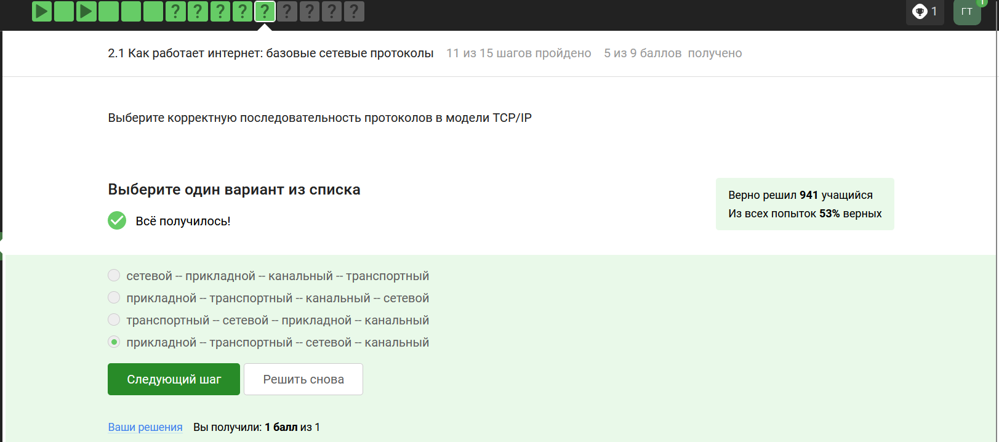 ? ? ? ? ? ? ? ? ?
1
ГТ
1
2.1 Как работает интернет: базовые сетевые протоколы 11 из 15 шагов пройдено 5 из 9 баллов получено
Выберите корректную последовательность протоколов в модели TCP/IP
Выберите один вариант из списка
Всё получилось!
Верно решил 941 учащийся
Из всех попыток 53% верных
сетевой -- прикладной -- канальный -- транспортный
прикладной -- транспортный -- канальный -- сетевой
транспортный -- сетевой -- прикладной -- канальный
прикладной -- транспортный -- сетевой -- канальный
Следующий шаг
Решить снова
Ваши решения Вы получили: 1 балл из 1